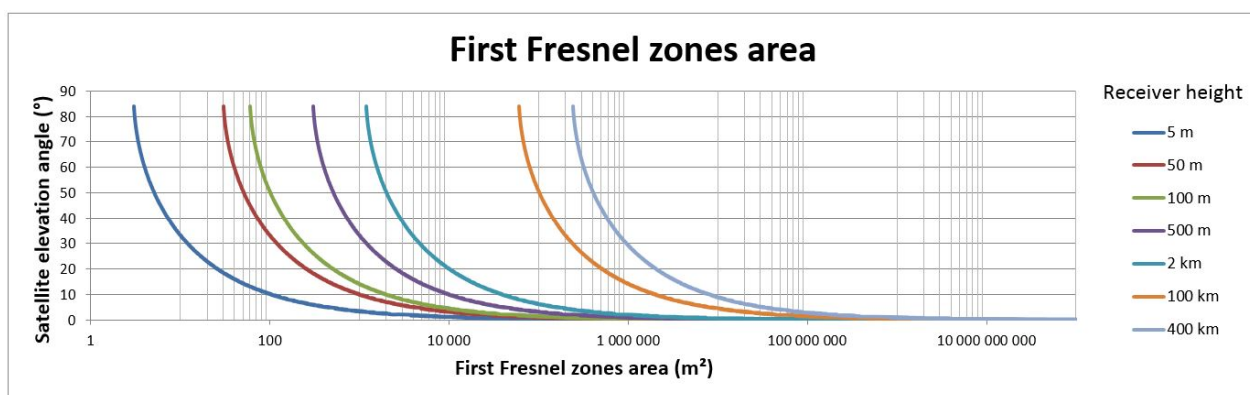 First Fresnel zones area
Satellite elevation angle (°)
90
80
70
60
50
40
30
20
10
0
1 100 10 000 1 000 000 100 000 000 10 000 000 000
First Fresnel zones area (m²)
Receiver height
5 m
50 m
100 m
500 m
2 km
100 km
400 km